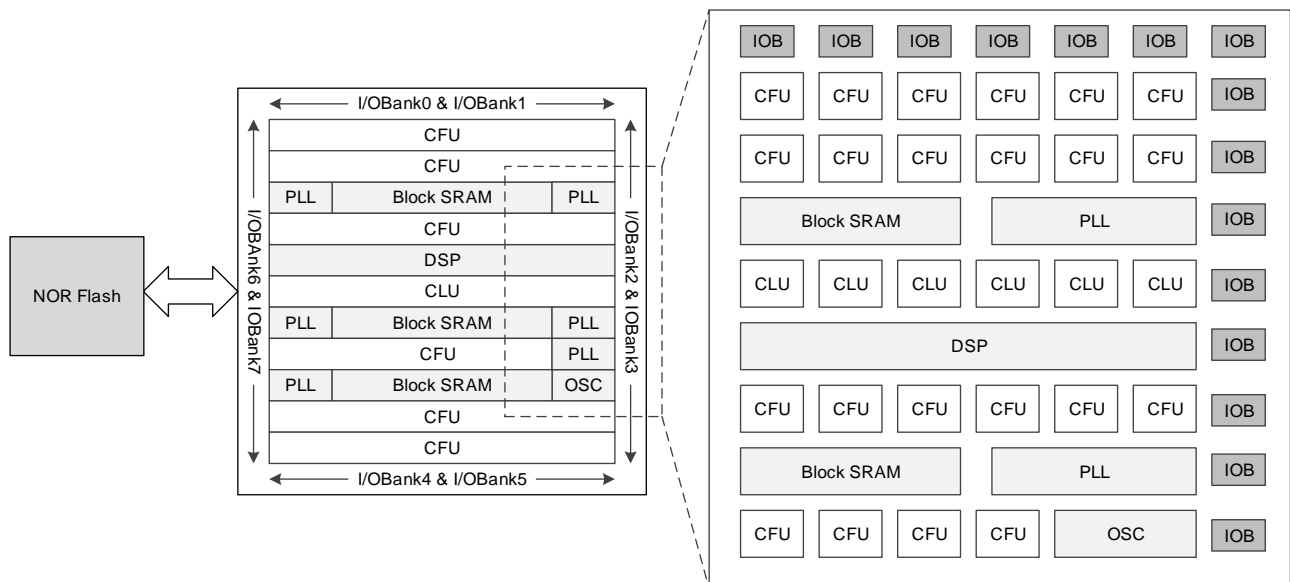 NOR Flash
I/OBank0 & I/OBank1
I/OBAnk6 & IOBank7
I/OBank2 & IOBank3
CFU
CFU
PLL Block SRAM PLL
CFU
DSP
CLU
PLL Block SRAM PLL
CFU PLL
PLL Block SRAM OSC
CFU
CFU
I/OBank4 & I/OBank5
IOB IOB IOB IOB IOB IOB IOB
CFU CFU CFU CFU CFU CFU IOB
CFU CFU CFU CFU CFU CFU IOB
Block SRAM PLL IOB
CLU CLU CLU CLU CLU CLU IOB
DSP IOB
CFU CFU CFU CFU CFU CFU IOB
Block SRAM PLL IOB
CFU CFU CFU CFU OSC IOB